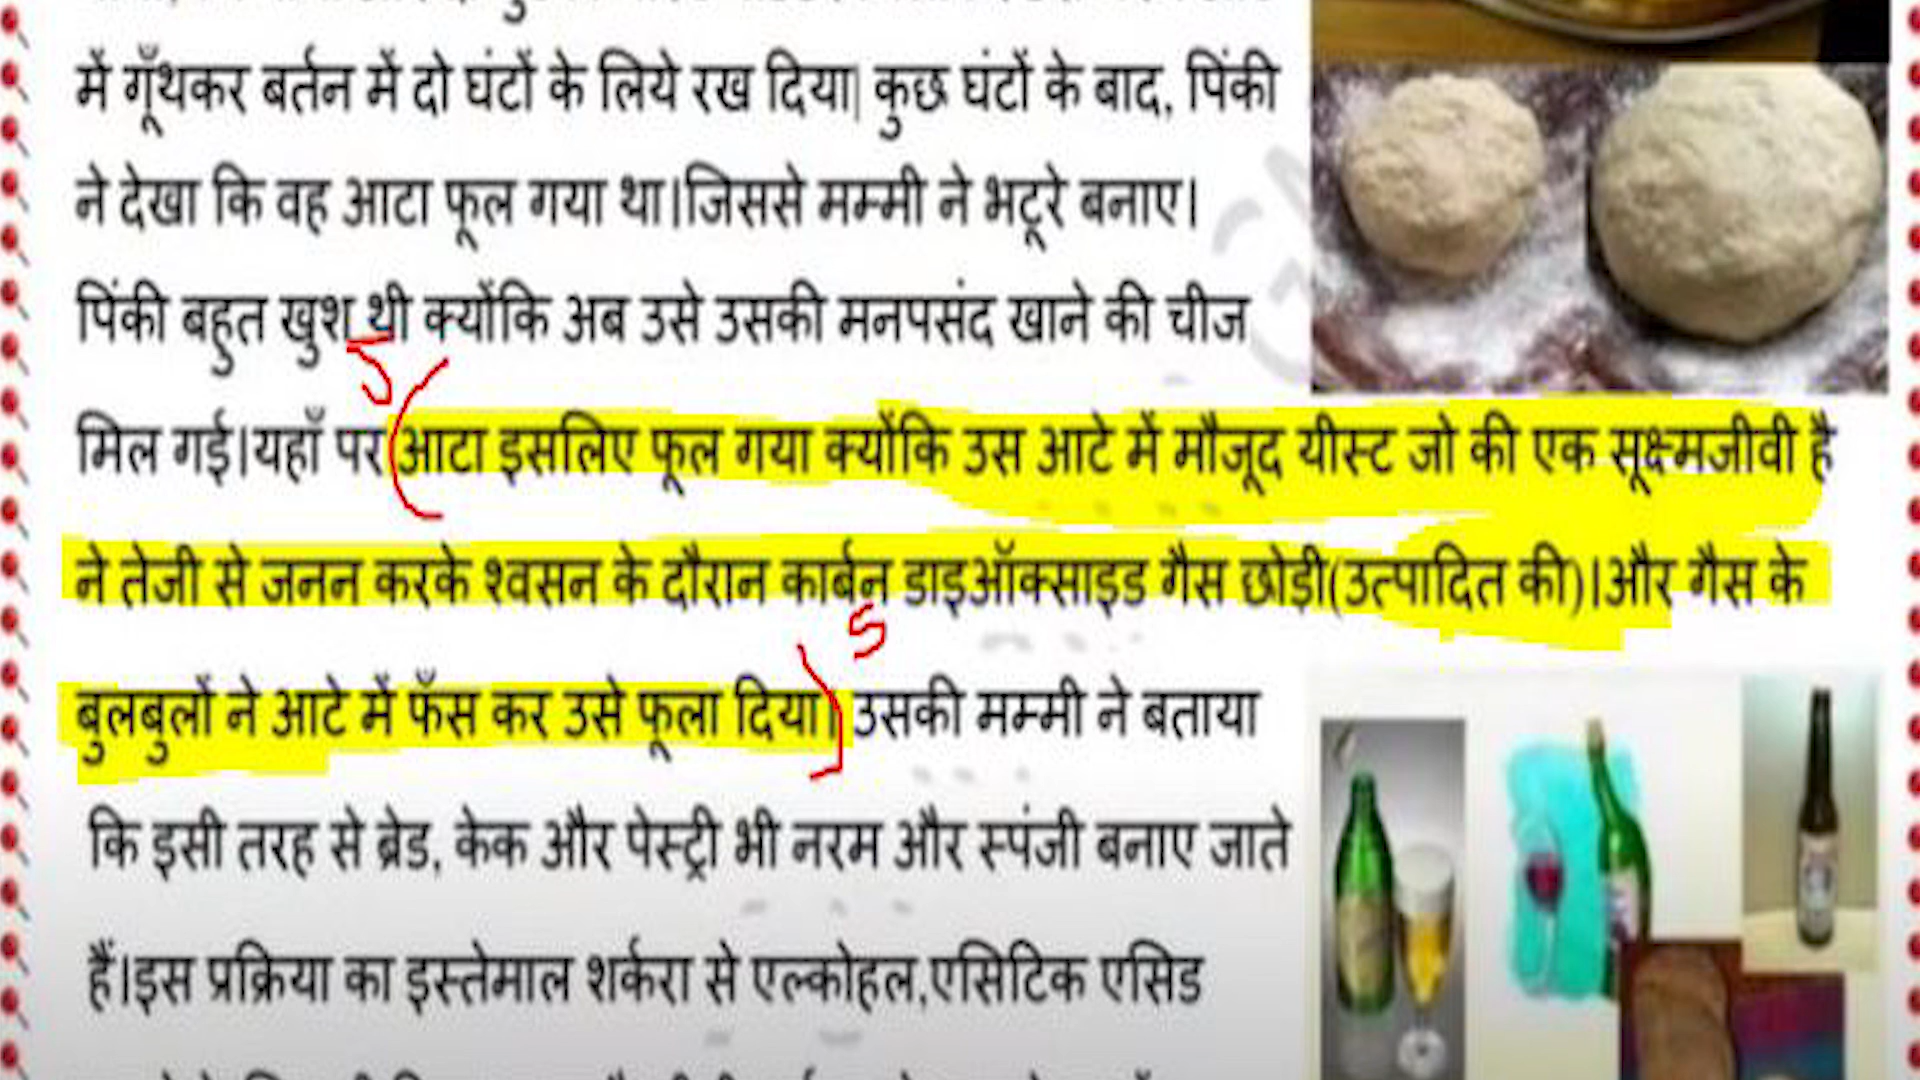 में गूँथकर बर्तन में दो घंटों के लिये रख दिया| कुछ घंटों के बाद, पिंकी
ने देखा कि वह आटा फूल गया था।जिससे मम्मी ने भटूरे बनाए।
पिंकी बहुत खुश थी क्योंकि अब उसे उसकी मनपसंद खाने की चीज
5
मिल गई।यहाँ पर (आटा इसलिए फूल गया क्योंकि उस आटे में मौजूद यीस्ट जो की एक सूक्ष्मजीवी है
ने तेजी से जनन करके श्वसन के दौरान कार्बन डाइऑक्साइड गैस छोड़ी(उत्पादित की)।और गैस के
5
बुलबुलों ने आटे में फँस कर उसे फूला दिया।) उसकी मम्मी ने बताया
कि इसी तरह से ब्रेड, केक और पेस्ट्री भी नरम और स्पंजी बनाए जाते
हैं।इस प्रक्रिया का इस्तेमाल शर्करा से एल्कोहल,एसिटिक एसिड